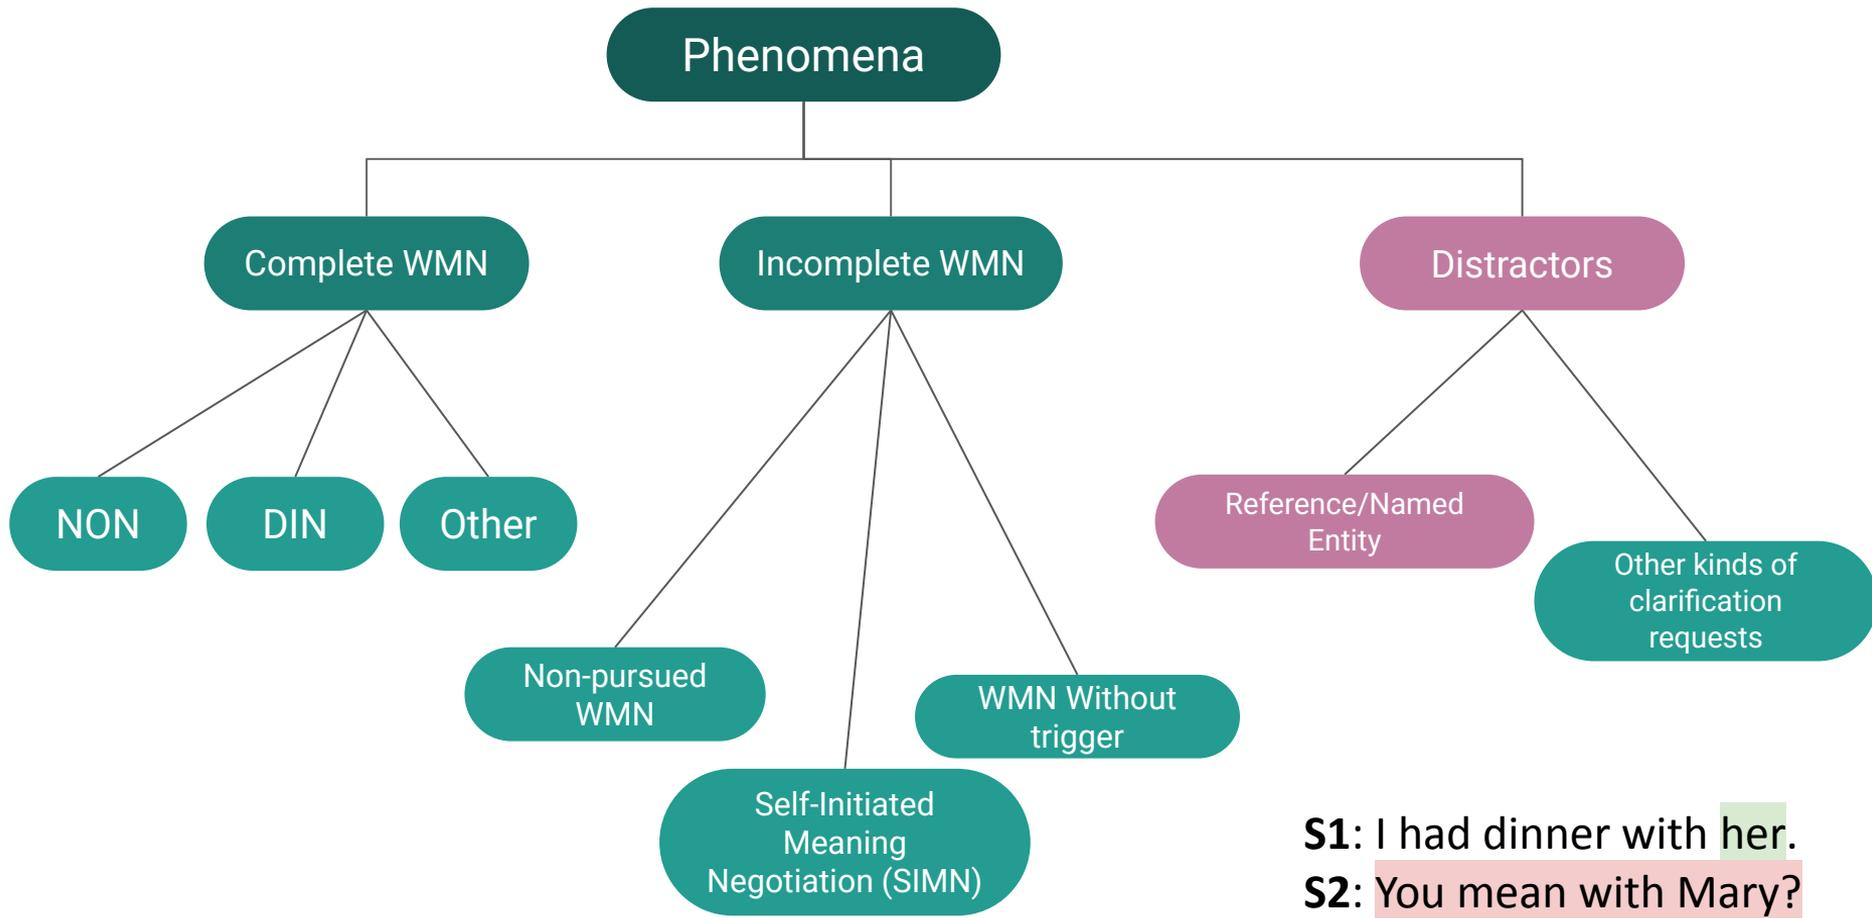 Phenomena
Complete WMN
Incomplete WMN
Distractors
NON
DIN
Other
Reference/Named
Entity
Other kinds of
clarification
requests
Non-pursued
WMN
WMN Without
trigger
Self-Initiated
Meaning
Negotiation (SIMN)
S1: I had dinner with her.
S2: You mean with Mary?